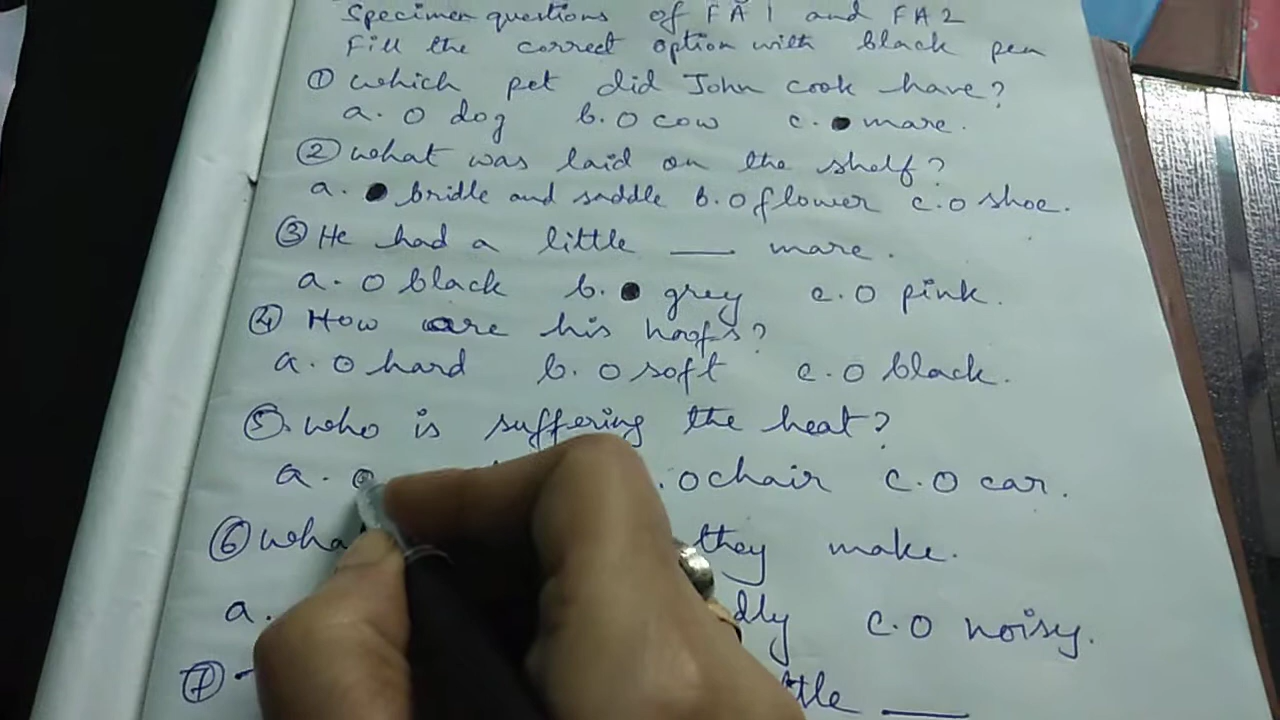 Specimen questions of FA 1 and FA 2
Fill the correct option with black pen
① which pet did John cook have?
a. O dog b. O cow c. ● mare.
② what was laid on the shelf?
a. ● bridle and saddle b. O flower c. O shoe.
③ He had a little ___ mare.
a. O black b. ● grey c. O pink.
④ How are his hoofs?
a. O hard b. O soft c. O black.
⑤. who is suffering the heat?
a. O chair c. O car.
⑥ they make.
a. c. O noisy.
⑦ ___